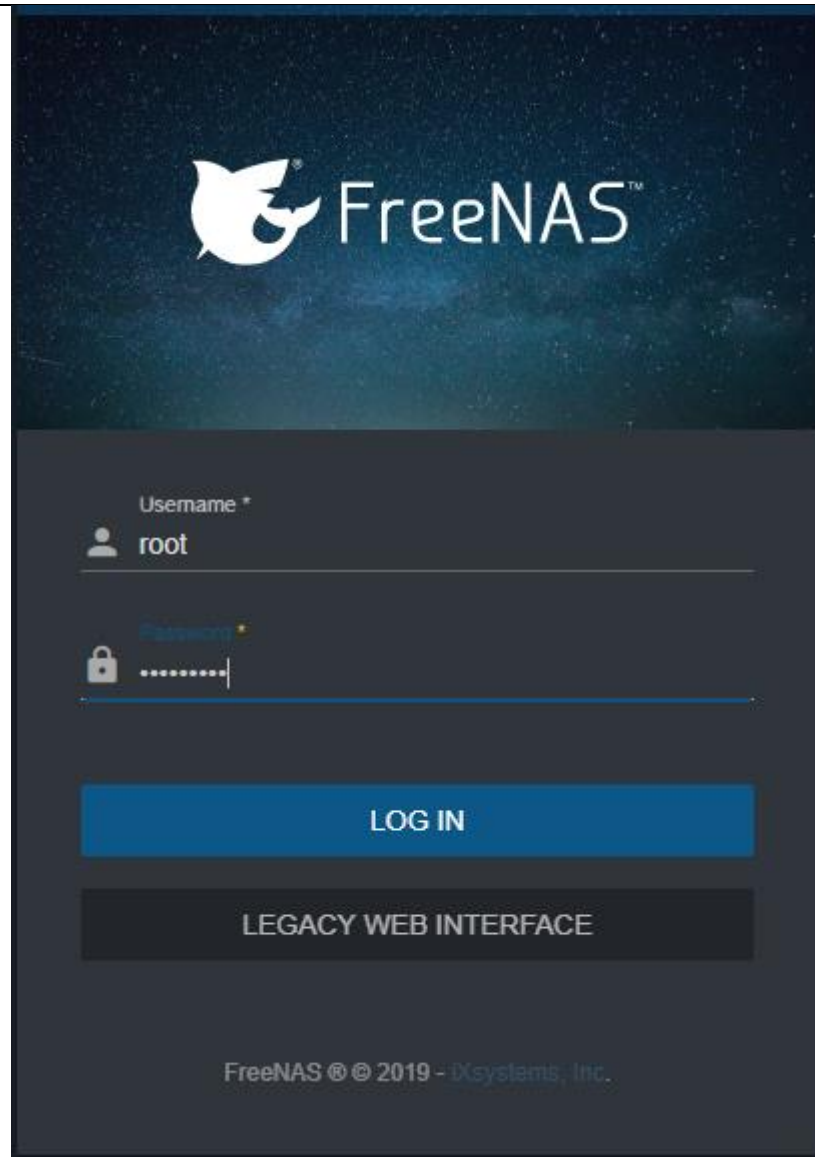 FreeNAS™
Username *
root
Password *
•••••••••
LOG IN
LEGACY WEB INTERFACE
FreeNAS ® © 2019 - iXsystems, Inc.